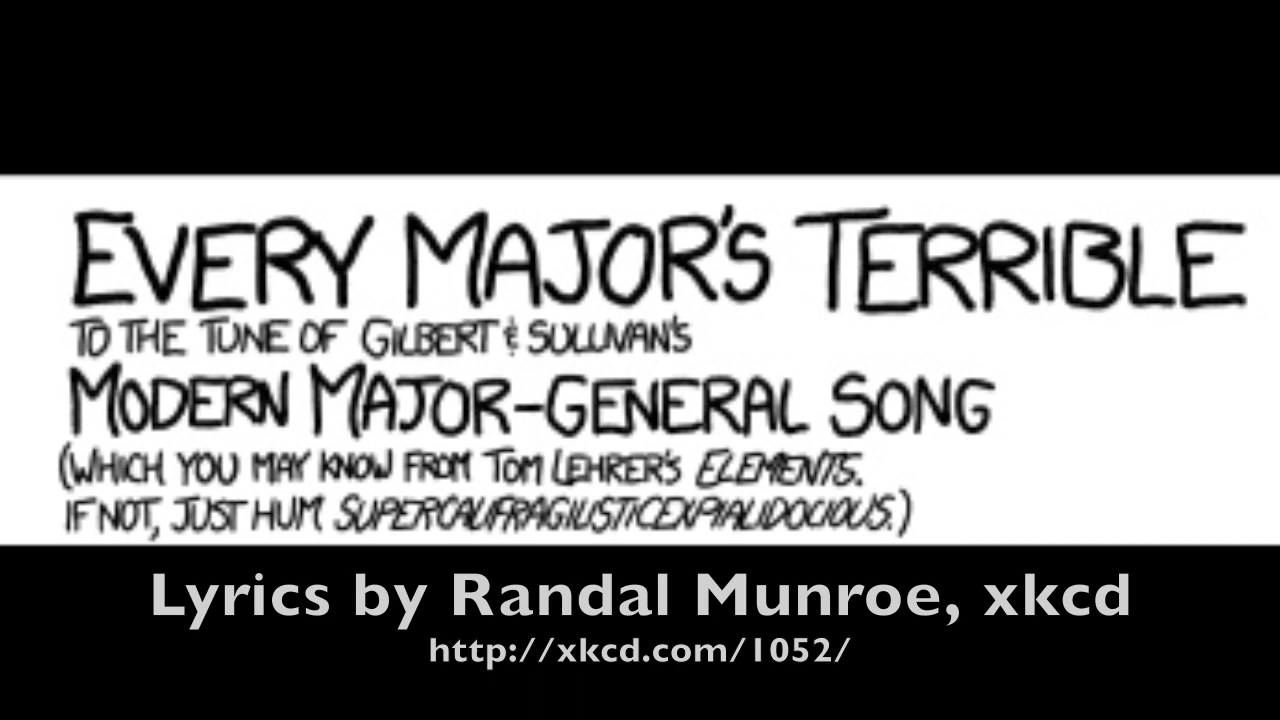 EVERY MAJOR'S TERRIBLE
TO THE TUNE OF GILBERT & SULLIVAN'S
MODERN MAJOR-GENERAL SONG
(WHICH YOU MAY KNOW FROM TOM LEHRER'S ELEMENTS.
IF NOT, JUST HUM SUPERCALIFRAGILISTICEXPIALIDOCIOUS.)
Lyrics by Randal Munroe, xkcd
http://xkcd.com/1052/